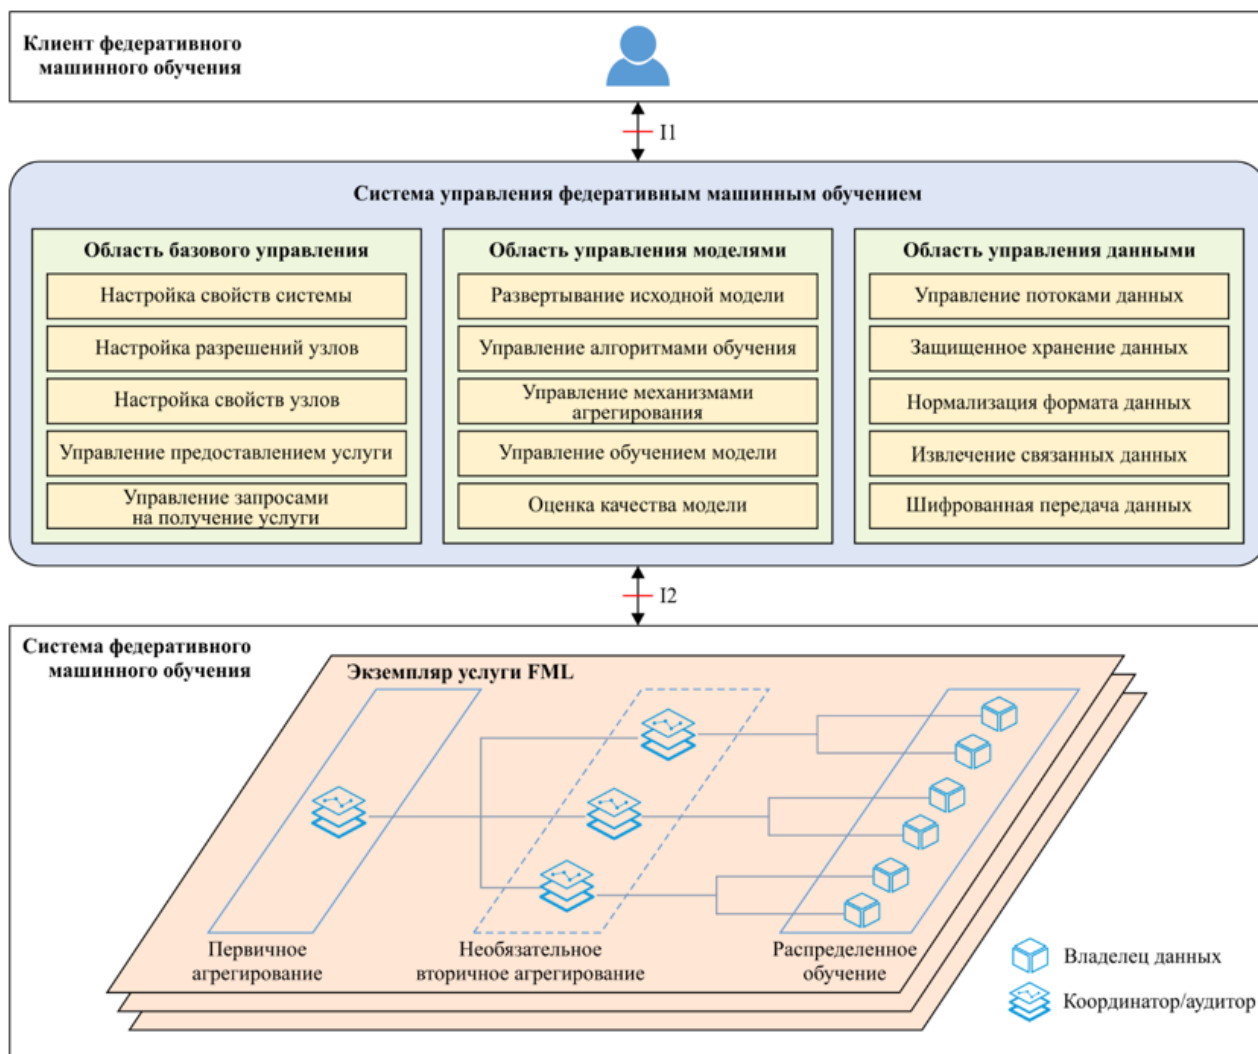 Клиент федеративного
машинного обучения
I1
Система управления федеративным машинным обучением
Область базового управления
Настройка свойств системы
Настройка разрешений узлов
Настройка свойств узлов
Управление предоставлением услуги
Управление запросами
на получение услуги
Область управления моделями
Развертывание исходной модели
Управление алгоритмами обучения
Управление механизмами
агрегирования
Управление обучением модели
Оценка качества модели
Область управления данными
Управление потоками данных
Защищенное хранение данных
Нормализация формата данных
Извлечение связанных данных
Шифрованная передача данных
I2
Система федеративного
машинного обучения
Экземпляр услуги FML
Первичное
агрегирование
Необязательное
вторичное агрегирование
Распределенное
обучение
Владелец данных
Координатор/аудитор